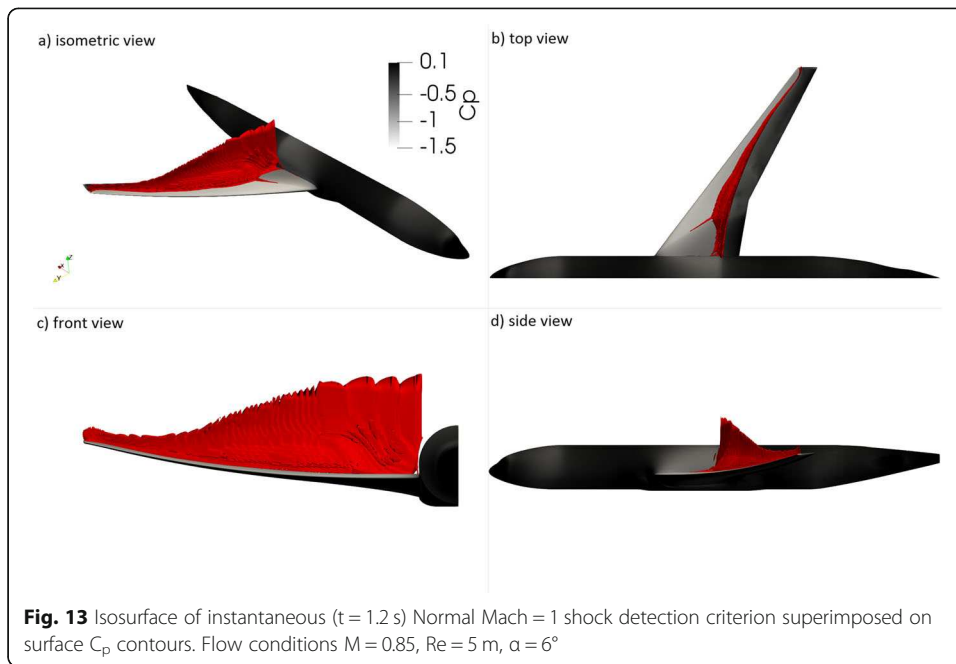 a) isometric view
0.1
-0.5
-1
-1.5
Cp
b) top view
Z
X
Y
c) front view
d) side view
Fig. 13 Isosurface of instantaneous (t = 1.2 s) Normal Mach = 1 shock detection criterion superimposed on
surface Cp contours. Flow conditions M = 0.85, Re = 5 m, α = 6°